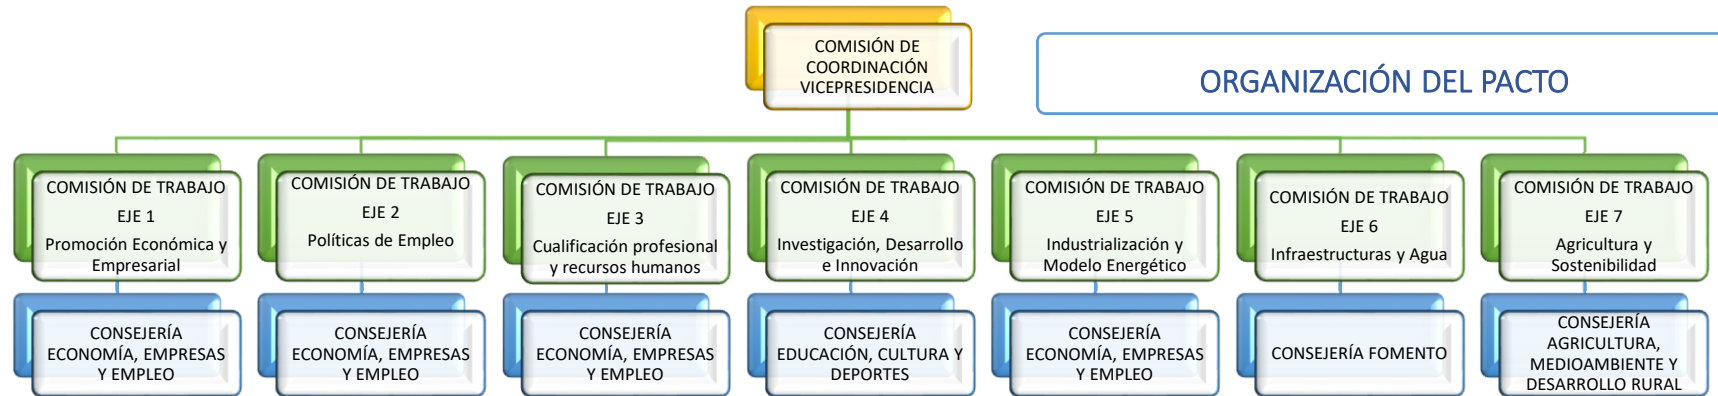 COMISIÓN DE
COORDINACIÓN
VICEPRESIDENCIA
ORGANIZACIÓN DEL PACTO
COMISIÓN DE TRABAJO
EJE 1
Promoción Económica y
Empresarial
COMISIÓN DE TRABAJO
EJE 2
Políticas de Empleo
COMISIÓN DE TRABAJO
EJE 3
Cualificación profesional
y recursos humanos
COMISIÓN DE TRABAJO
EJE 4
Investigación, Desarrollo
e Innovación
COMISIÓN DE TRABAJO
EJE 5
Industrialización y
Modelo Energético
COMISIÓN DE TRABAJO
EJE 6
Infraestructuras y Agua
COMISIÓN DE TRABAJO
EJE 7
Agricultura y
Sostenibilidad
CONSEJERÍA
ECONOMÍA, EMPRESAS
Y EMPLEO
CONSEJERÍA
ECONOMÍA, EMPRESAS
Y EMPLEO
CONSEJERÍA
ECONOMÍA, EMPRESAS
Y EMPLEO
CONSEJERÍA
EDUCACIÓN, CULTURA Y
DEPORTES
CONSEJERÍA
ECONOMÍA, EMPRESAS
Y EMPLEO
CONSEJERÍA FOMENTO
CONSEJERÍA
AGRICULTURA,
MEDIOAMBIENTE Y
DESARROLLO RURAL